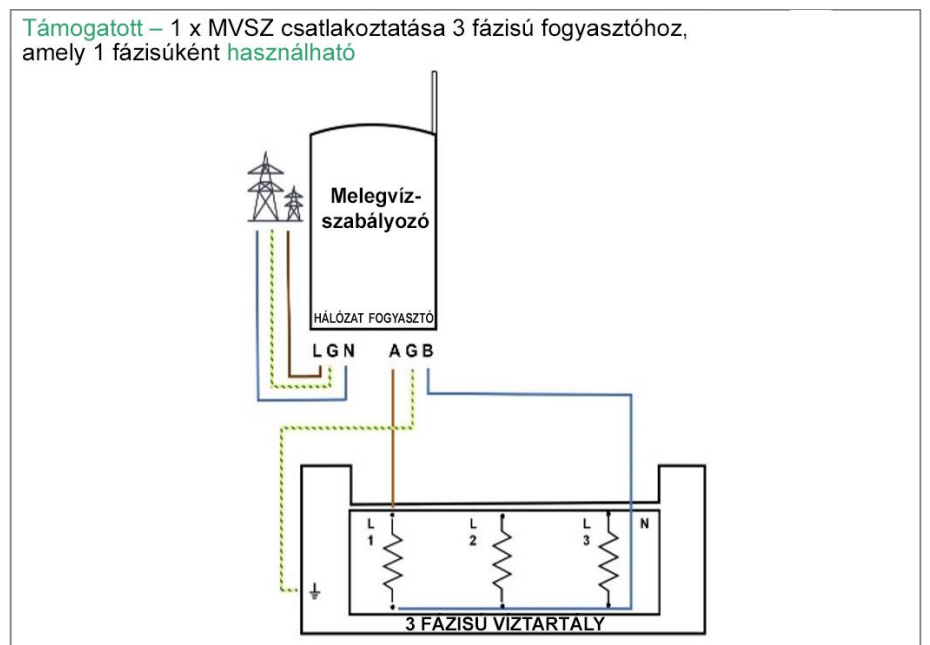 Támogatott – 1 x MVSZ csatlakoztatása 3 fázisú fogyasztóhoz,
amely 1 fázisúként használható
Melegvíz-
szabályozó
HÁLÓZAT FOGYASZTÓ
L G N A G B
L L L N
1 2 3
3 FÁZISÚ VÍZTARTÁLY